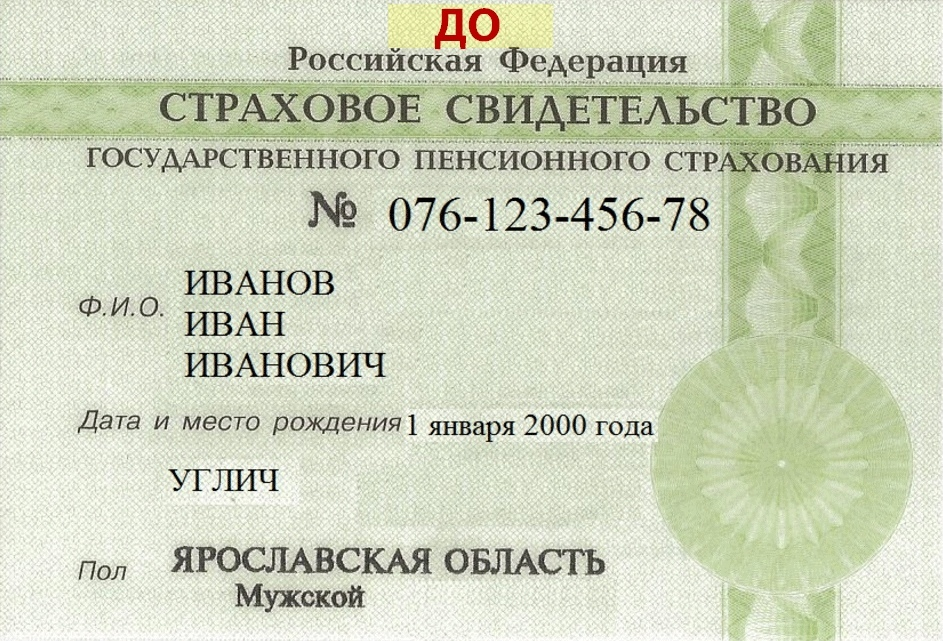 ДО
Российская Федерация
СТРАХОВОЕ СВИДЕТЕЛЬСТВО
ГОСУДАРСТВЕННОГО ПЕНСИОННОГО СТРАХОВАНИЯ
№ 076-123-456-78
Ф.И.О. ИВАНОВ
ИВАН
ИВАНОВИЧ
Дата и место рождения 1 января 2000 года
УГЛИЧ
ЯРОСЛАВСКАЯ ОБЛАСТЬ
Пол Мужской